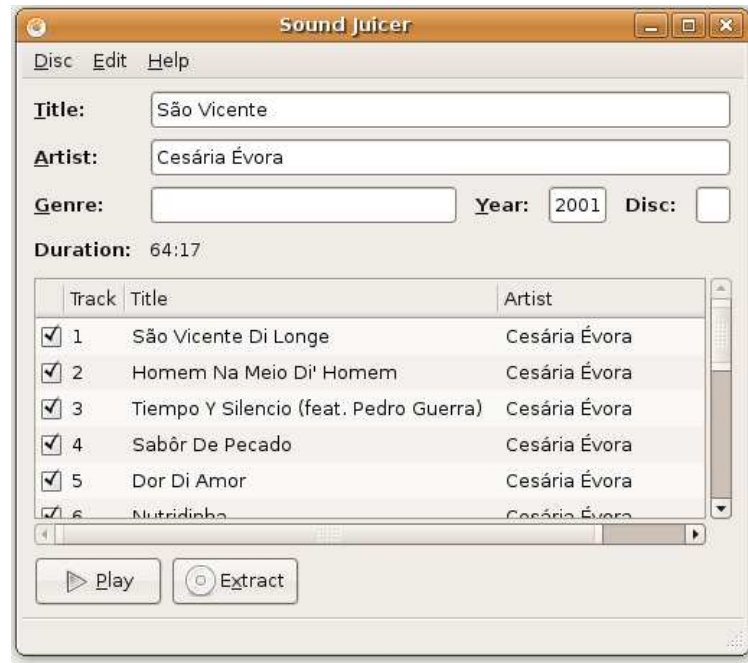 Sound Juicer
Disc Edit Help
Title: São Vicente
Artist: Cesária Évora
Genre: Year: 2001 Disc:
Duration: 64:17
Track Title Artist
1 São Vicente Di Longe Cesária Évora
2 Homem Na Meio Di' Homem Cesária Évora
3 Tiempo Y Silencio (feat. Pedro Guerra) Cesária Évora
4 Sabôr De Pecado Cesária Évora
5 Dor Di Amor Cesária Évora
6 Nutridinha Cesária Évora
Play Extract